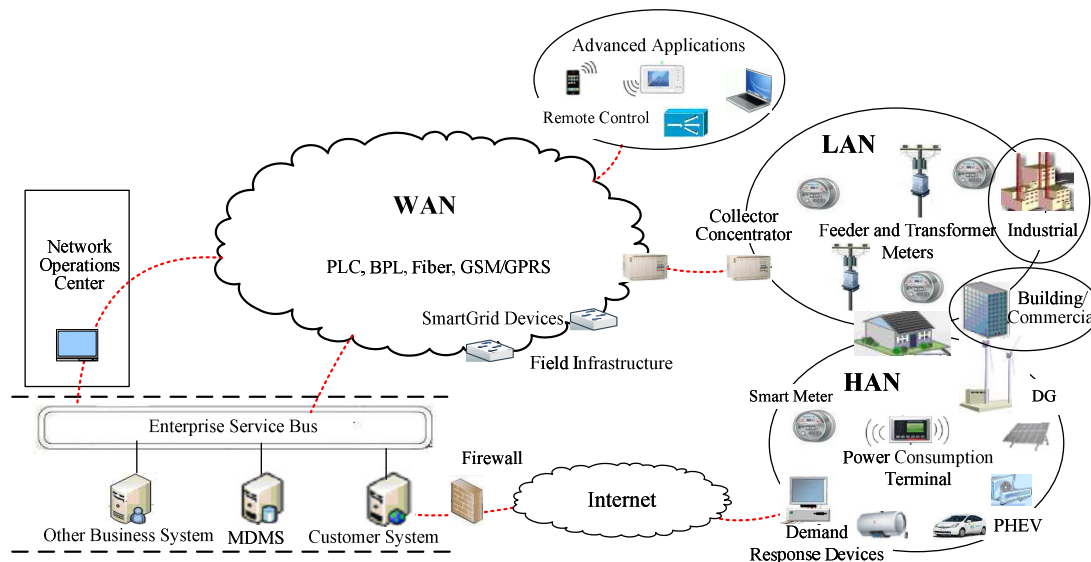 Advanced Applications
Remote Control
WAN
PLC, BPL, Fiber, GSM/GPRS
SmartGrid Devices
Field Infrastructure
Network
Operations
Center
Collector
Concentrator
LAN
Feeder and Transformer
Meters
Industrial
Building/
Commercia
HAN
Smart Meter
DG
Power Consumption
Terminal
PHEV
Demand
Response Devices
Enterprise Service Bus
Firewall
Internet
Other Business System
MDMS
Customer System